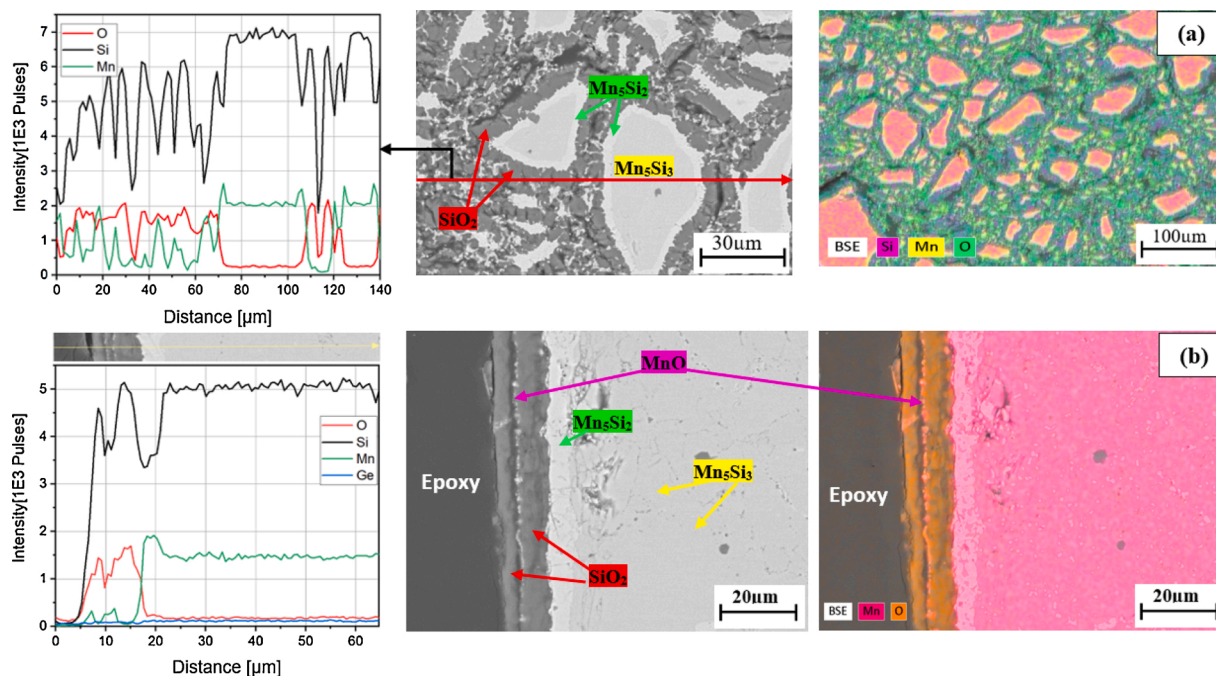 O
Si
Mn
Intensity[1E3 Pulses]
7
6
5
4
3
2
1
0
0 20 40 60 80 100 120 140
Distance [µm]
Mn₅Si₂
Mn₅Si₃
SiO₂
30um
(a)
BSE Si Mn O
100um
Intensity[1E3 Pulses]
5
4
3
2
1
0
O
Si
Mn
Ge
0 10 20 30 40 50 60
Distance [µm]
MnO
Mn₅Si₂
Mn₅Si₃
Epoxy
SiO₂
20µm
(b)
Epoxy
BSE Mn O
20µm